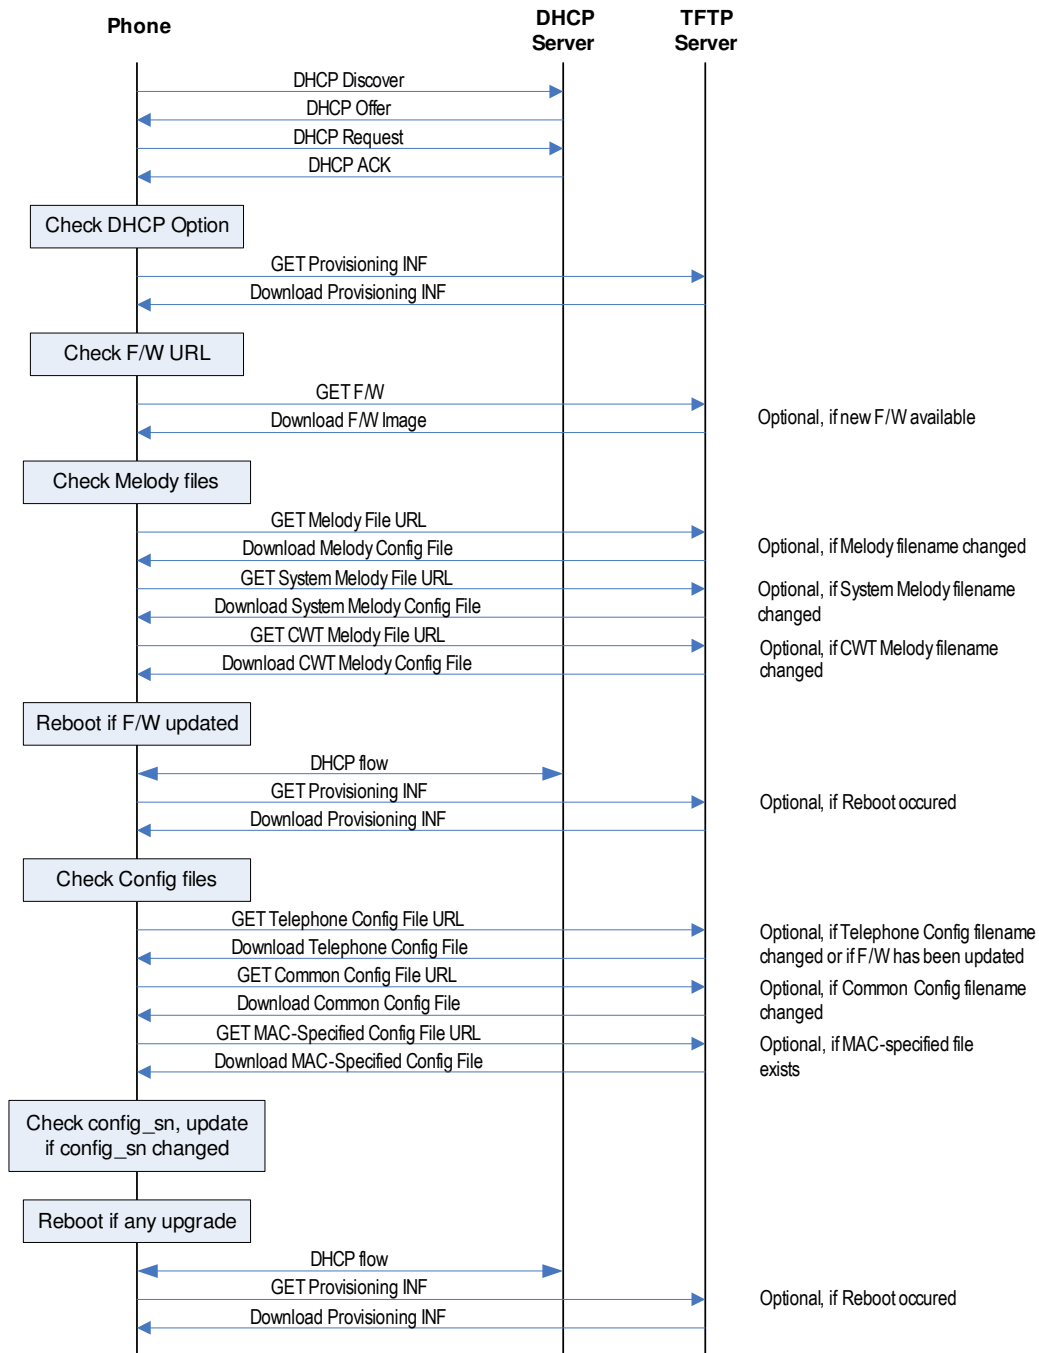 Phone
DHCP
Server
TFTP
Server
DHCP Discover
DHCP Offer
DHCP Request
DHCP ACK
Check DHCP Option
GET Provisioning INF
Download Provisioning INF
Check F/W URL
GET F/W
Download F/W Image
Optional, if new F/W available
Check Melody files
GET Melody File URL
Download Melody Config File
Optional, if Melody filename changed
GET System Melody File URL
Download System Melody Config File
Optional, if System Melody filename
changed
GET CWT Melody File URL
Download CWT Melody Config File
Optional, if CWT Melody filename
changed
Reboot if F/W updated
DHCP flow
GET Provisioning INF
Optional, if Reboot occured
Download Provisioning INF
Check Config files
GET Telephone Config File URL
Download Telephone Config File
Optional, if Telephone Config filename
changed or if F/W has been updated
GET Common Config File URL
Download Common Config File
Optional, if Common Config filename
changed
GET MAC-Specified Config File URL
Download MAC-Specified Config File
Optional, if MAC-specified file
exists
Check config_sn, update
if config_sn changed
Reboot if any upgrade
DHCP flow
GET Provisioning INF
Optional, if Reboot occured
Download Provisioning INF